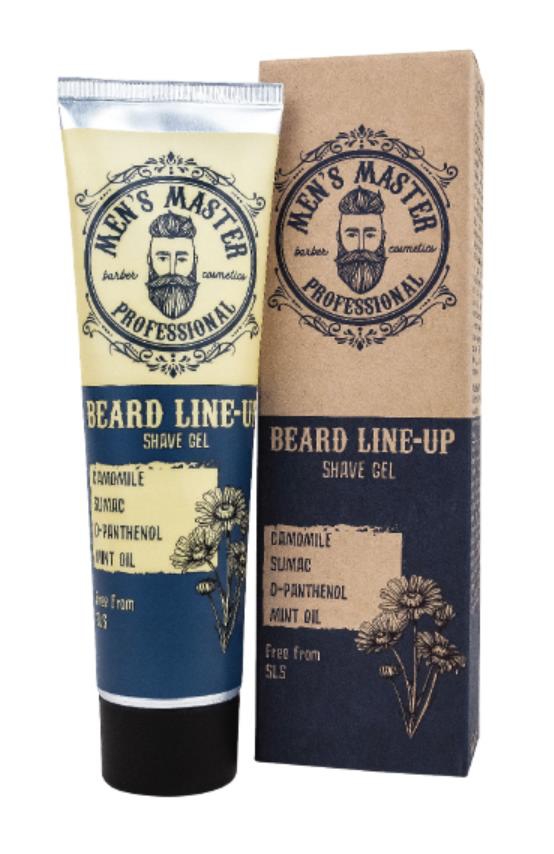 MEN'S MASTER
barber cosmetics
PROFESSIONAL
BEARD LINE-UP
SHAVE GEL
CAMOMILE
SUMAC
D-PANTHENOL
MINT OIL
Free from
SLS
MEN'S MASTER
barber cosmetics
PROFESSIONAL
BEARD LINE-UP
SHAVE GEL
CAMOMILE
SUMAC
D-PANTHENOL
MINT OIL
Free from
SLS